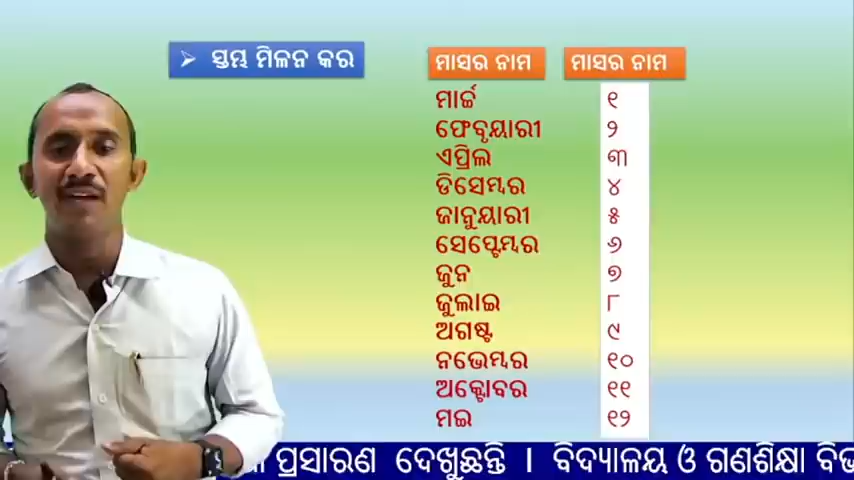 ➢ ସ୍ତମ୍ଭ ମିଳନ କର
ମାସର ନାମ ମାସର ନାମ
ମାର୍ଚ୍ଚ ୧
ଫେବୃୟାରୀ ୨
ଏପ୍ରିଲ ୩
ଡିସେମ୍ବର ୪
ଜାନୁୟାରୀ ୫
ସେପ୍ଟେମ୍ବର ୬
ଜୁନ ୭
ଜୁଲାଇ ୮
ଅଗଷ୍ଟ ୯
ନଭେମ୍ବର ୧୦
ଅକ୍ଟୋବର ୧୧
ମଇ ୧୨
ପ୍ରସାରଣ ଦେଖୁଛନ୍ତି । ବିଦ୍ୟାଳୟ ଓ ଗଣଶିକ୍ଷା